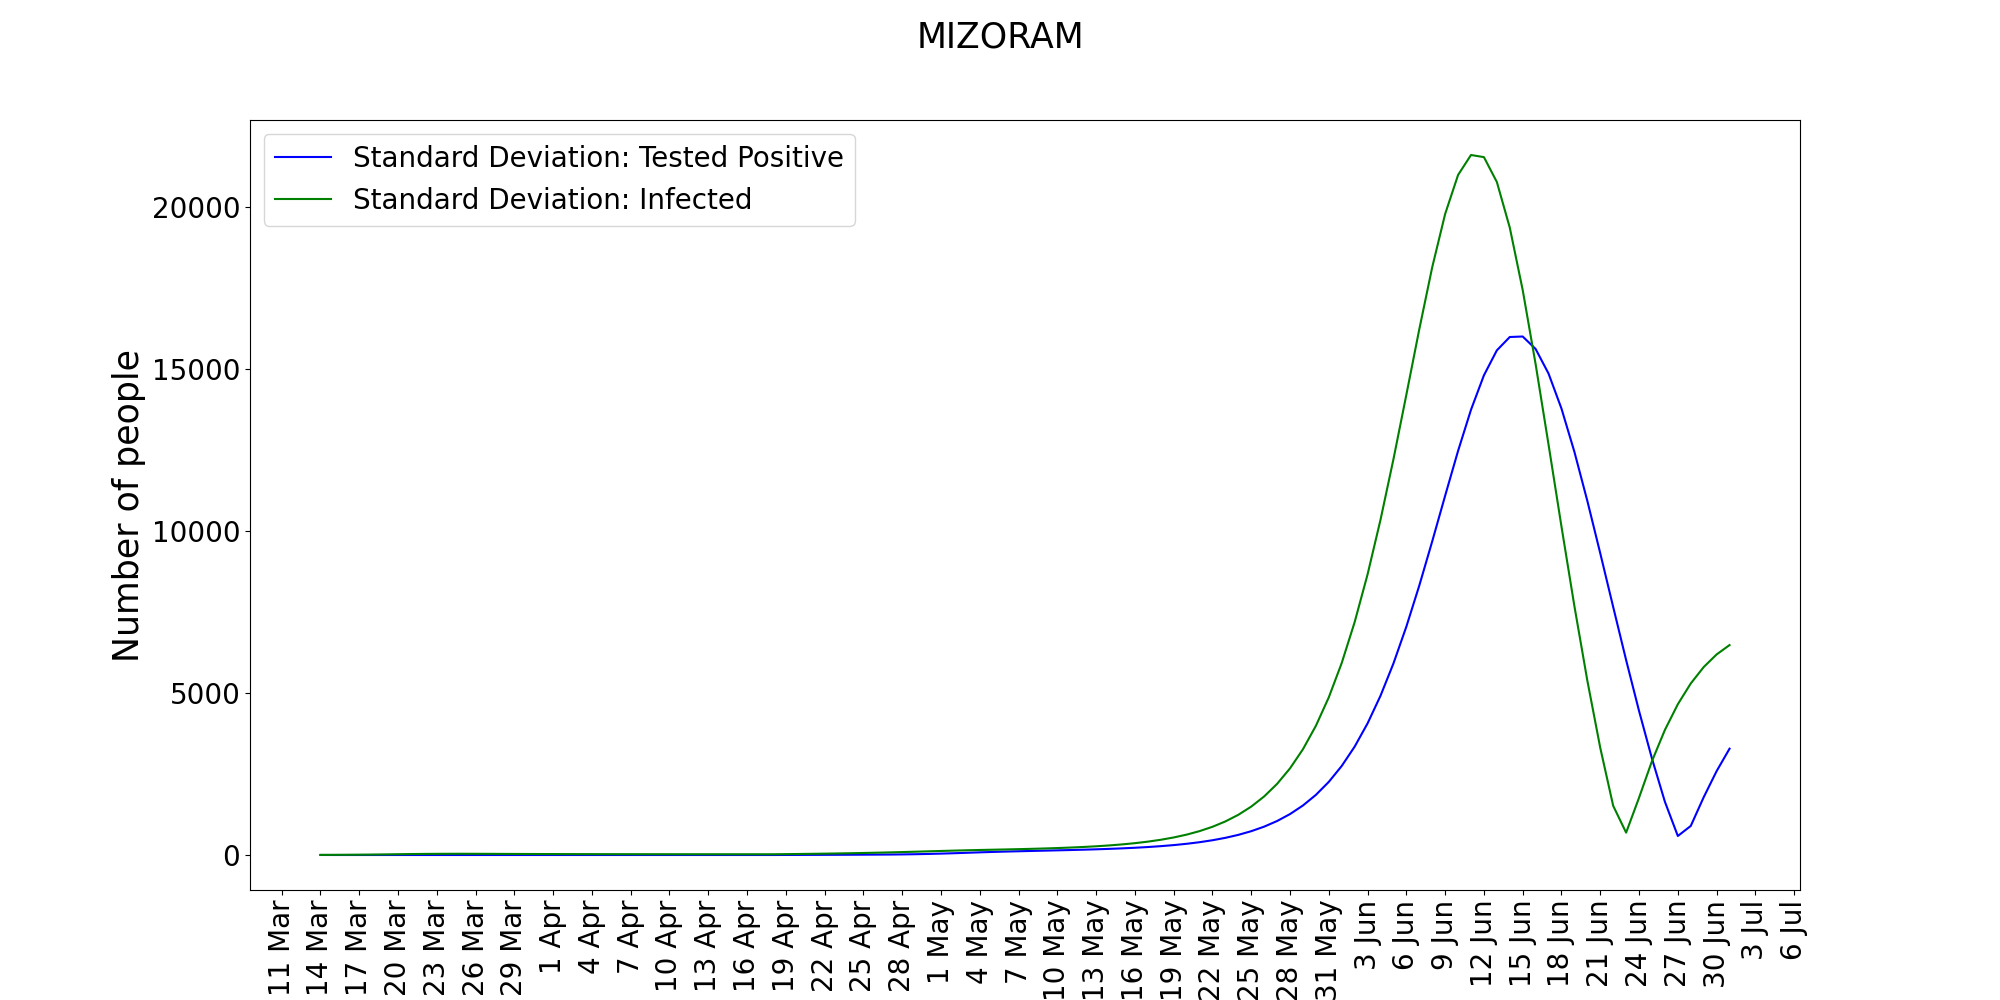 MIZORAM
Standard Deviation: Tested Positive
Standard Deviation: Infected
Number of people
20000
15000
10000
5000
0
11 Mar
14 Mar
17 Mar
20 Mar
23 Mar
26 Mar
29 Mar
1 Apr
4 Apr
7 Apr
10 Apr
13 Apr
16 Apr
19 Apr
22 Apr
25 Apr
28 Apr
1 May
4 May
7 May
10 May
13 May
16 May
19 May
22 May
25 May
28 May
31 May
3 Jun
6 Jun
9 Jun
12 Jun
15 Jun
18 Jun
21 Jun
24 Jun
27 Jun
30 Jun
3 Jul
6 Jul